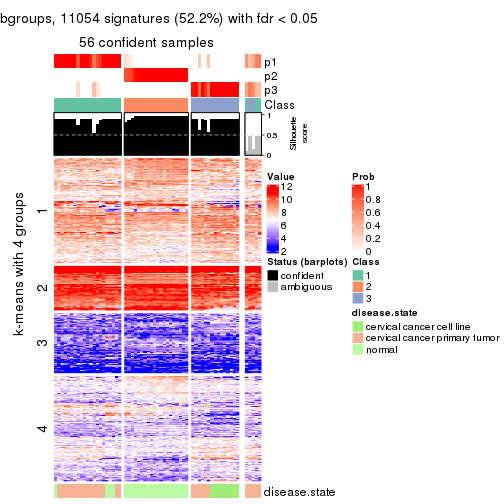 bgroups, 11054 signatures (52.2%) with fdr < 0.05
56 confident samples
p1
p2
p3
Class
1
0.5
0
Silhouette
score
k-means with 4 groups
1
2
3
4
Value
12
10
8
6
4
2
Prob
1
0.8
0.6
0.4
0.2
0
Status (barplots)
confident
ambiguous
Class
1
2
3
disease.state
cervical cancer cell line
cervical cancer primary tumor
normal
disease.state